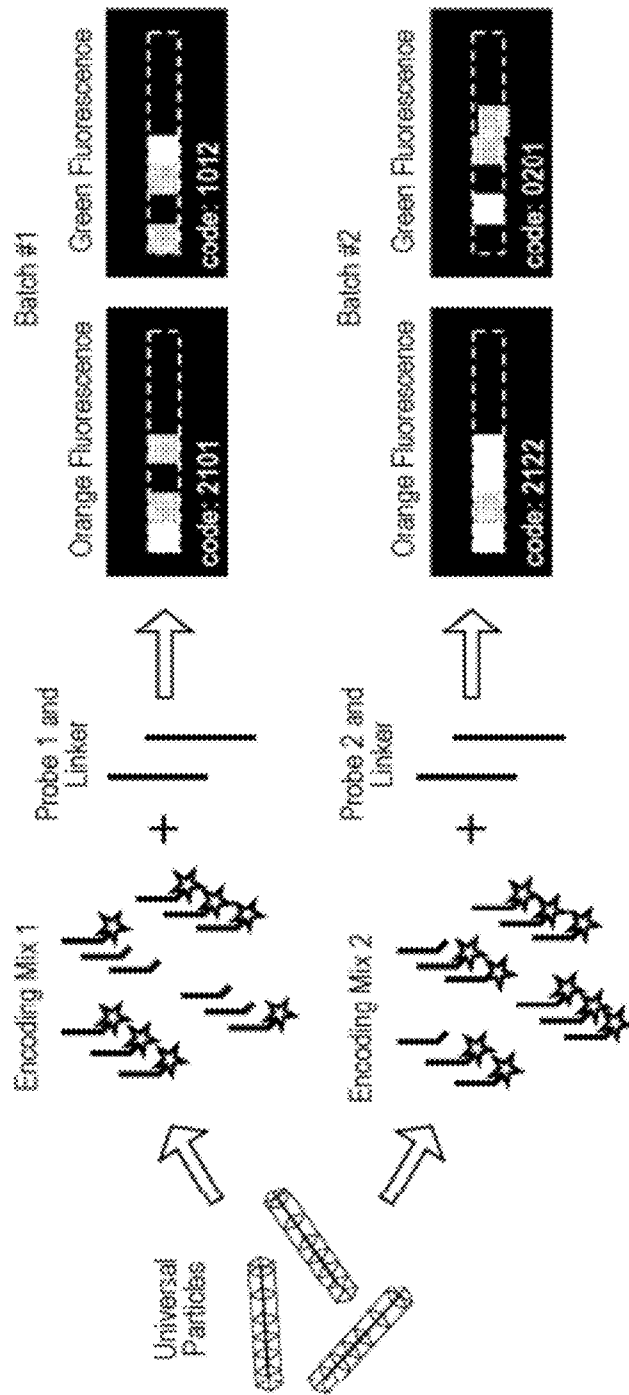 Universal
Particles
Encoding Mix 1
+
Probe 1 and
Linker
Batch #1
Orange Fluorescence
code: 2101
Green Fluorescence
code: 1012
Encoding Mix 2
+
Probe 2 and
Linker
Batch #2
Orange Fluorescence
code: 2122
Green Fluorescence
code: 0201